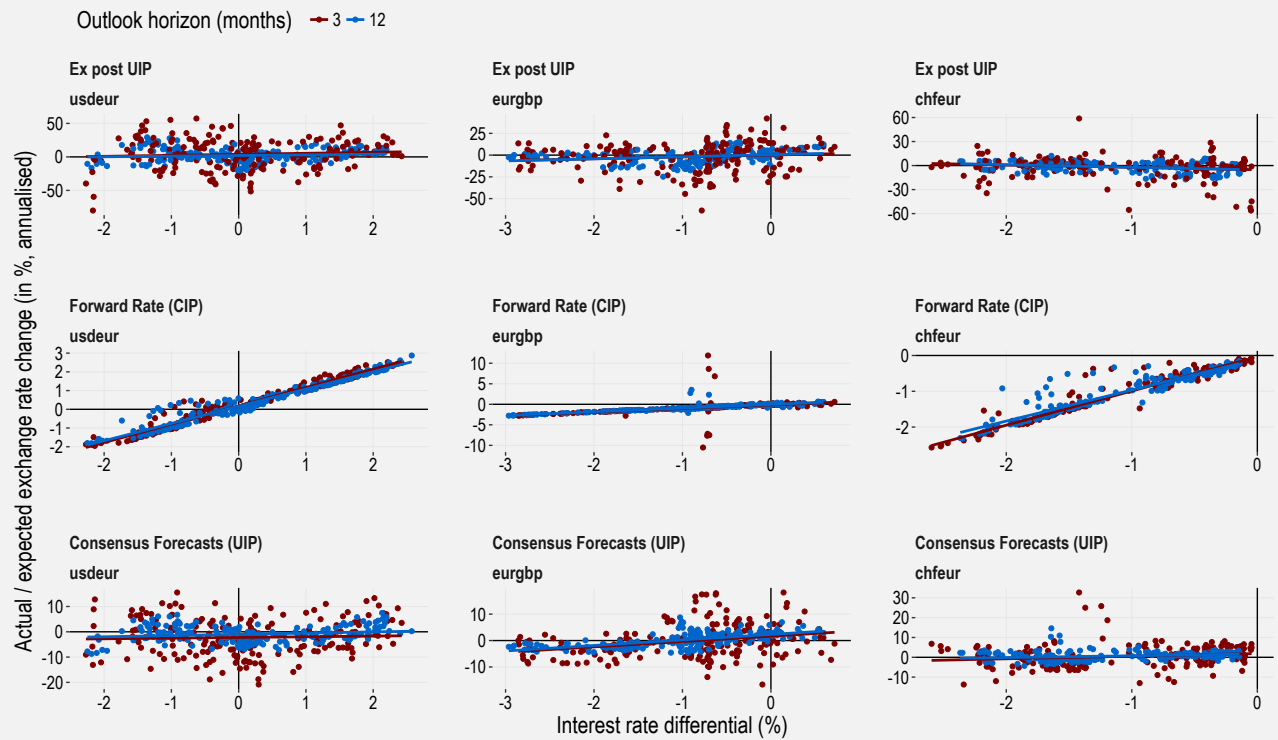 Outlook horizon (months) 3 12
Actual / expected exchange rate change (in %, annualised)
Ex post UIP
usdeur
50
0
-50
-2 -1 0 1 2
Ex post UIP
eurgbp
25
0
-25
-50
-3 -2 -1 0
Ex post UIP
chfeur
60
30
0
-30
-60
-2 -1 0
Forward Rate (CIP)
usdeur
3
2
1
0
-1
-2
-2 -1 0 1 2
Forward Rate (CIP)
eurgbp
10
5
0
-5
-10
-3 -2 -1 0
Forward Rate (CIP)
chfeur
0
-1
-2
-2 -1 0
Consensus Forecasts (UIP)
usdeur
10
0
-10
-20
-2 -1 0 1 2
Consensus Forecasts (UIP)
eurgbp
10
0
-10
-3 -2 -1 0
Consensus Forecasts (UIP)
chfeur
30
20
10
0
-10
-2 -1 0
Interest rate differential (%)